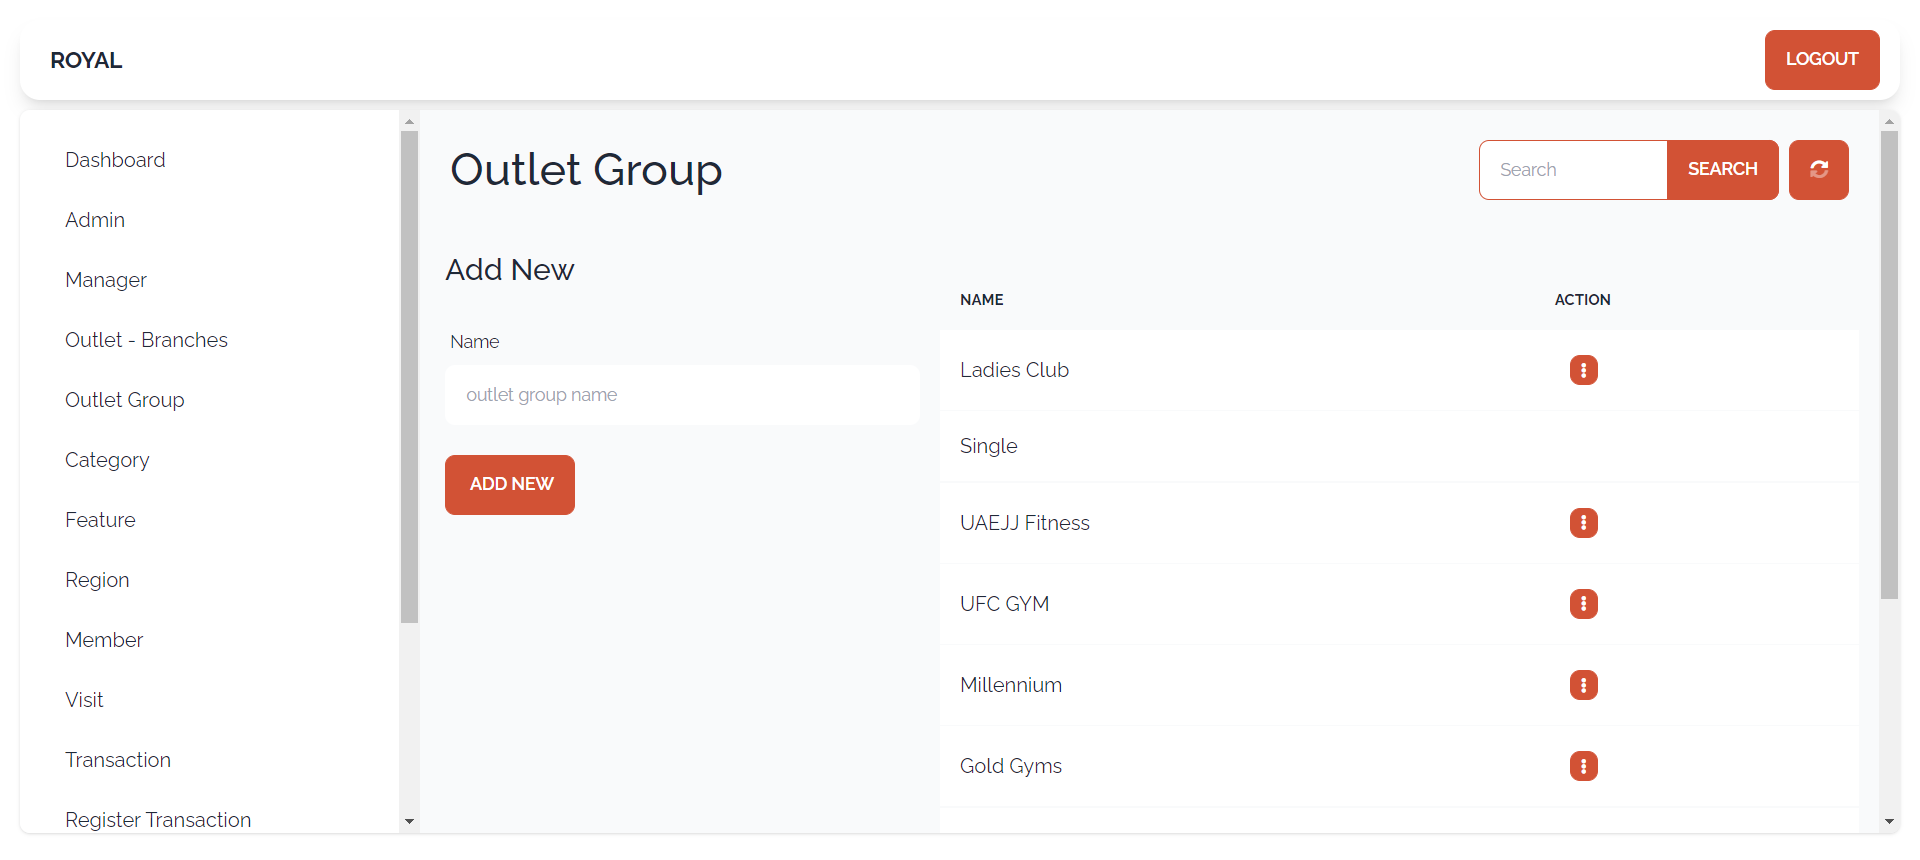 ROYAL
LOGOUT
Dashboard
Admin
Manager
Outlet - Branches
Outlet Group
Category
Feature
Region
Member
Visit
Transaction
Register Transaction
Outlet Group
Search
SEARCH
Add New
Name
outlet group name
ADD NEW
NAME ACTION
Ladies Club
Single
UAEJJ Fitness
UFC GYM
Millennium
Gold Gyms